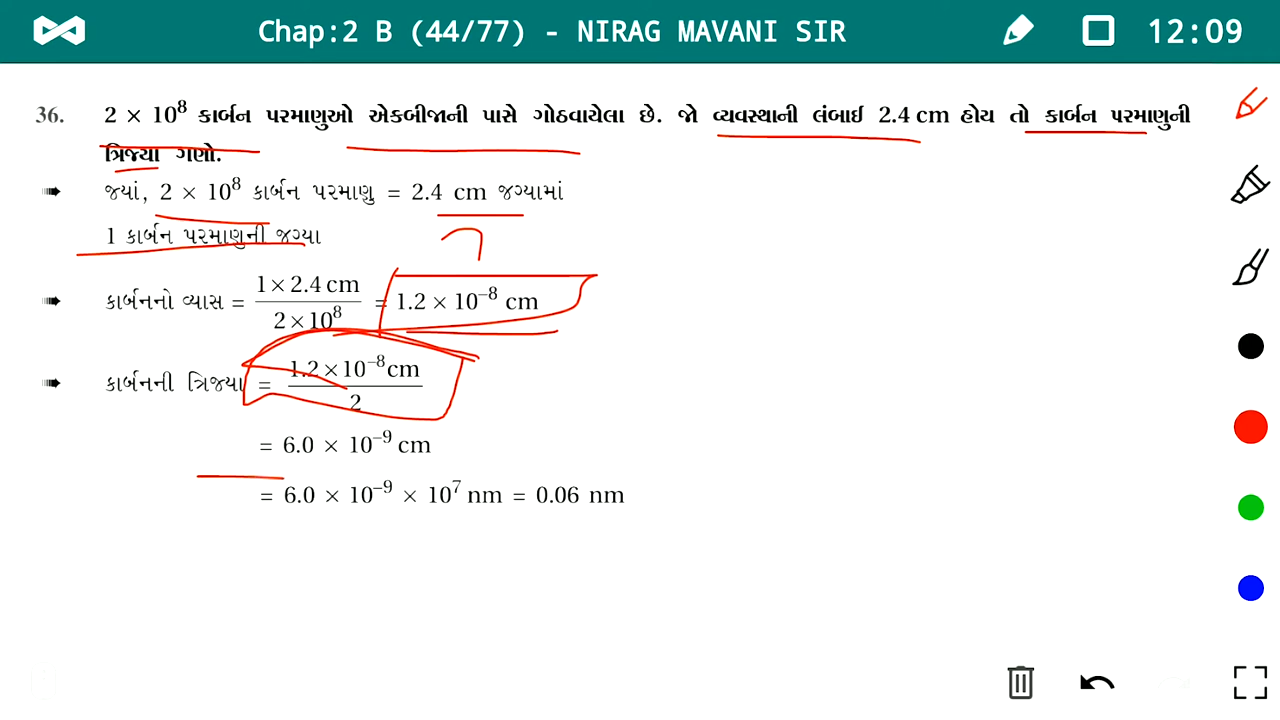 Chap:2 B (44/77) - NIRAG MAVANI SIR 12:09
36. 2 × 10⁸ કાર્બન પરમાણુઓ એકબીજાની પાસે ગોઠવાયેલા છે. જો વ્યવસ્થાની લંબાઈ 2.4 cm હોય તો કાર્બન પરમાણુની
ત્રિજ્યા ગણો.
➠ જ્યાં, 2 × 10⁸ કાર્બન પરમાણુ = 2.4 cm જગ્યામાં
1 કાર્બન પરમાણુની જગ્યા
➠ કાર્બનનો વ્યાસ = (1 × 2.4 cm) / (2 × 10⁸) = 1.2 × 10⁻⁸ cm
➠ કાર્બનની ત્રિજ્યા = (1.2 × 10⁻⁸ cm) / 2
= 6.0 × 10⁻⁹ cm
= 6.0 × 10⁻⁹ × 10⁷ nm = 0.06 nm